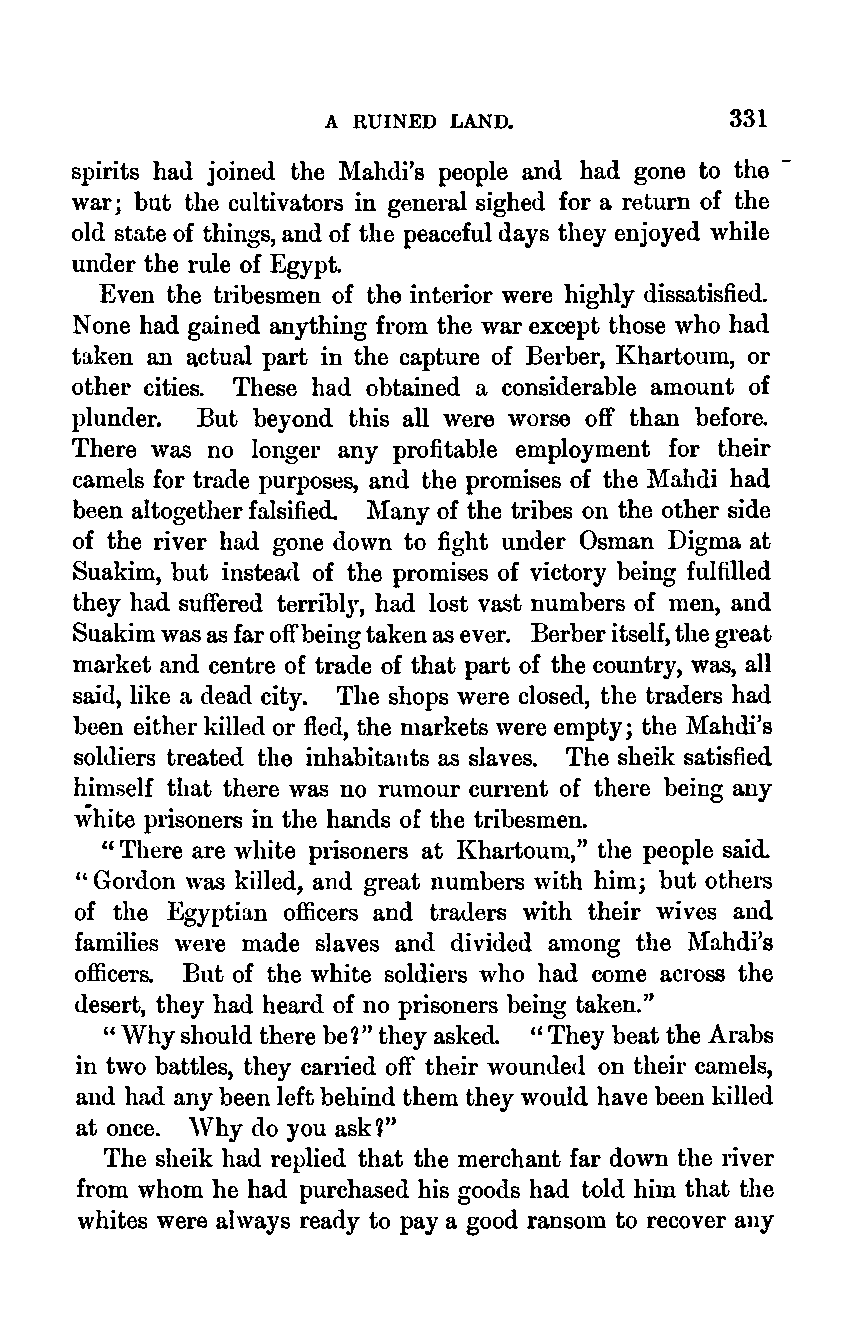 A RUINED LAND. 331
spirits had joined the Mahdi's people and had gone to the
war; but the cultivators in general sighed for a return of the
old state of things, and of the peaceful days they enjoyed while
under the rule of Egypt.
Even the tribesmen of the interior were highly dissatisfied.
None had gained anything from the war except those who had
taken an actual part in the capture of Berber, Khartoum, or
other cities. These had obtained a considerable amount of
plunder. But beyond this all were worse off than before.
There was no longer any profitable employment for their
camels for trade purposes, and the promises of the Mahdi had
been altogether falsified. Many of the tribes on the other side
of the river had gone down to fight under Osman Digma at
Suakim, but instead of the promises of victory being fulfilled
they had suffered terribly, had lost vast numbers of men, and
Suakim was as far off being taken as ever. Berber itself, the great
market and centre of trade of that part of the country, was, all
said, like a dead city. The shops were closed, the traders had
been either killed or fled, the markets were empty; the Mahdi's
soldiers treated the inhabitants as slaves. The sheik satisfied
himself that there was no rumour current of there being any
white prisoners in the hands of the tribesmen.
"There are white prisoners at Khartoum," the people said.
"Gordon was killed, and great numbers with him; but others
of the Egyptian officers and traders with their wives and
families were made slaves and divided among the Mahdi's
officers. But of the white soldiers who had come across the
desert, they had heard of no prisoners being taken."
"Why should there be?" they asked. "They beat the Arabs
in two battles, they carried off their wounded on their camels,
and had any been left behind them they would have been killed
at once. Why do you ask?"
The sheik had replied that the merchant far down the river
from whom he had purchased his goods had told him that the
whites were always ready to pay a good ransom to recover any